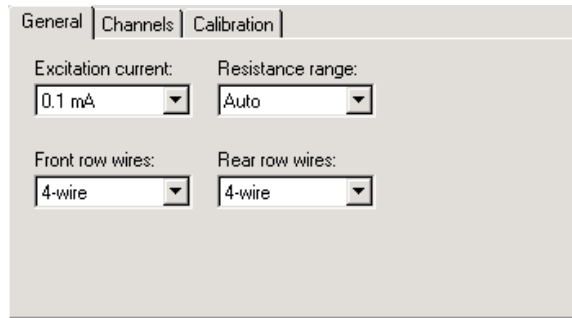 General Channels Calibration
Excitation current: Resistance range:
0.1 mA Auto
Front row wires: Rear row wires:
4-wire 4-wire